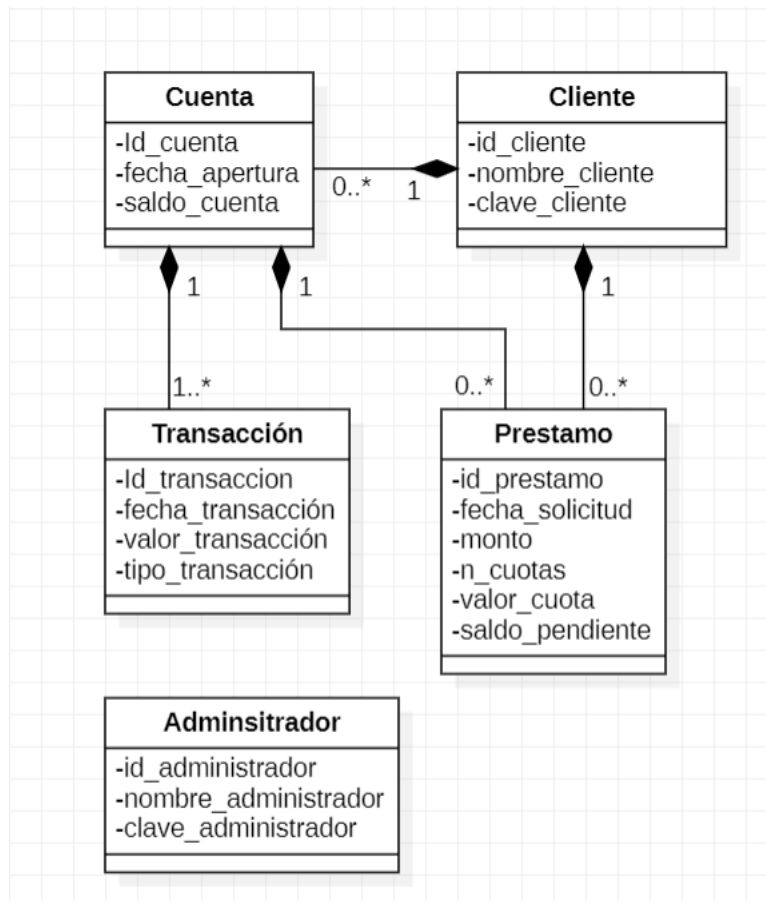 Cuenta
-Id_cuenta
-fecha_apertura
-saldo_cuenta
Cliente
-id_cliente
-nombre_cliente
-clave_cliente
0..*
1
1
1
1
1..*
0..*
0..*
Transacción
-Id_transaccion
-fecha_transacción
-valor_transacción
-tipo_transacción
Prestamo
-id_prestamo
-fecha_solicitud
-monto
-n_cuotas
-valor_cuota
-saldo_pendiente
Adminsitrador
-id_administrador
-nombre_administrador
-clave_administrador